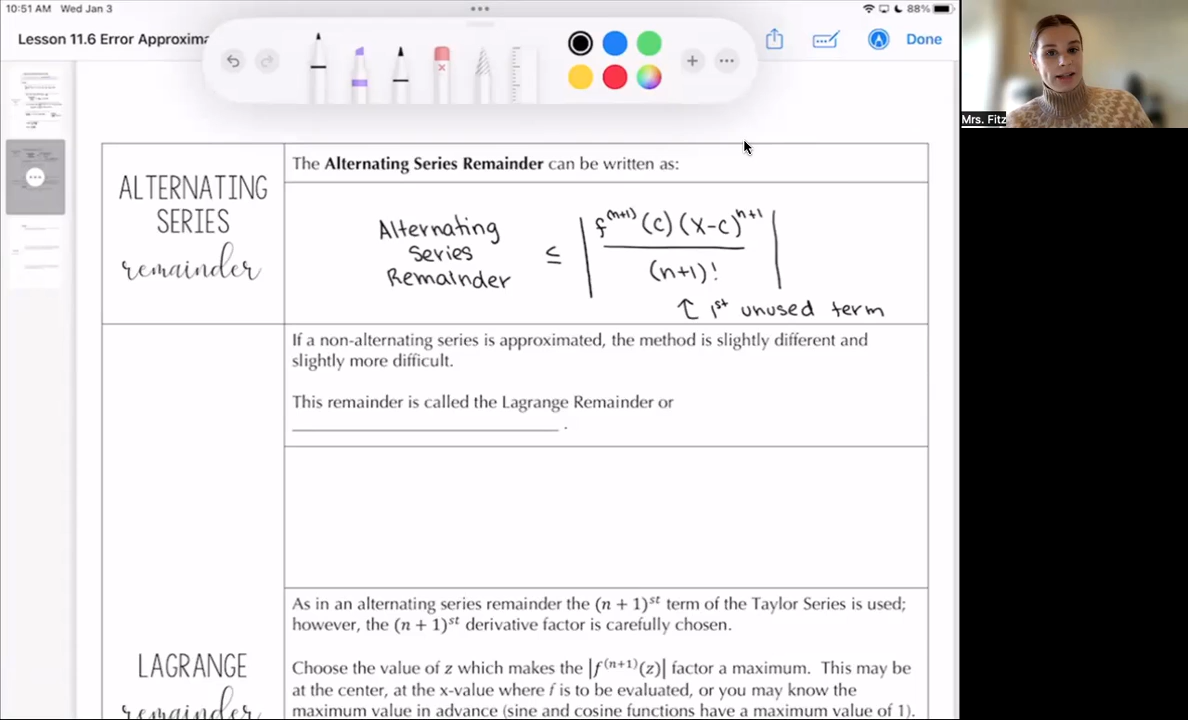 10:51 AM Wed Jan 3
88%
Lesson 11.6 Error Approxima
Done
Mrs. Fitz
ALTERNATING
SERIES
remainder
The Alternating Series Remainder can be written as:
Alternating
Series
Remainder
≤ | f^(n+1) (c) (x-c)^n+1 / (n+1)! |
↑ 1st unused term
If a non-alternating series is approximated, the method is slightly different and
slightly more difficult.
This remainder is called the Lagrange Remainder or
______________________________ .
As in an alternating series remainder the (n + 1)^st term of the Taylor Series is used;
however, the (n + 1)^st derivative factor is carefully chosen.
LAGRANGE
remainder
Choose the value of z which makes the |f^(n+1)(z)| factor a maximum. This may be
at the center, at the x-value where f is to be evaluated, or you may know the
maximum value in advance (sine and cosine functions have a maximum value of 1).